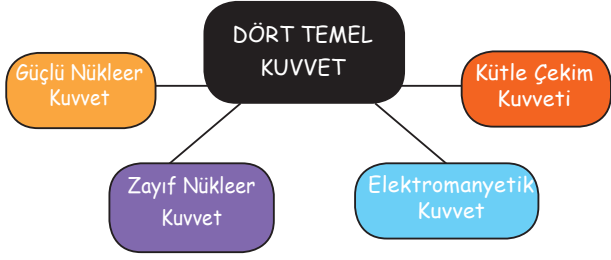 DÖRT TEMEL
KUVVET
Güçlü Nükleer
Kuvvet
Kütle Çekim
Kuvveti
Zayıf Nükleer
Kuvvet
Elektromanyetik
Kuvvet